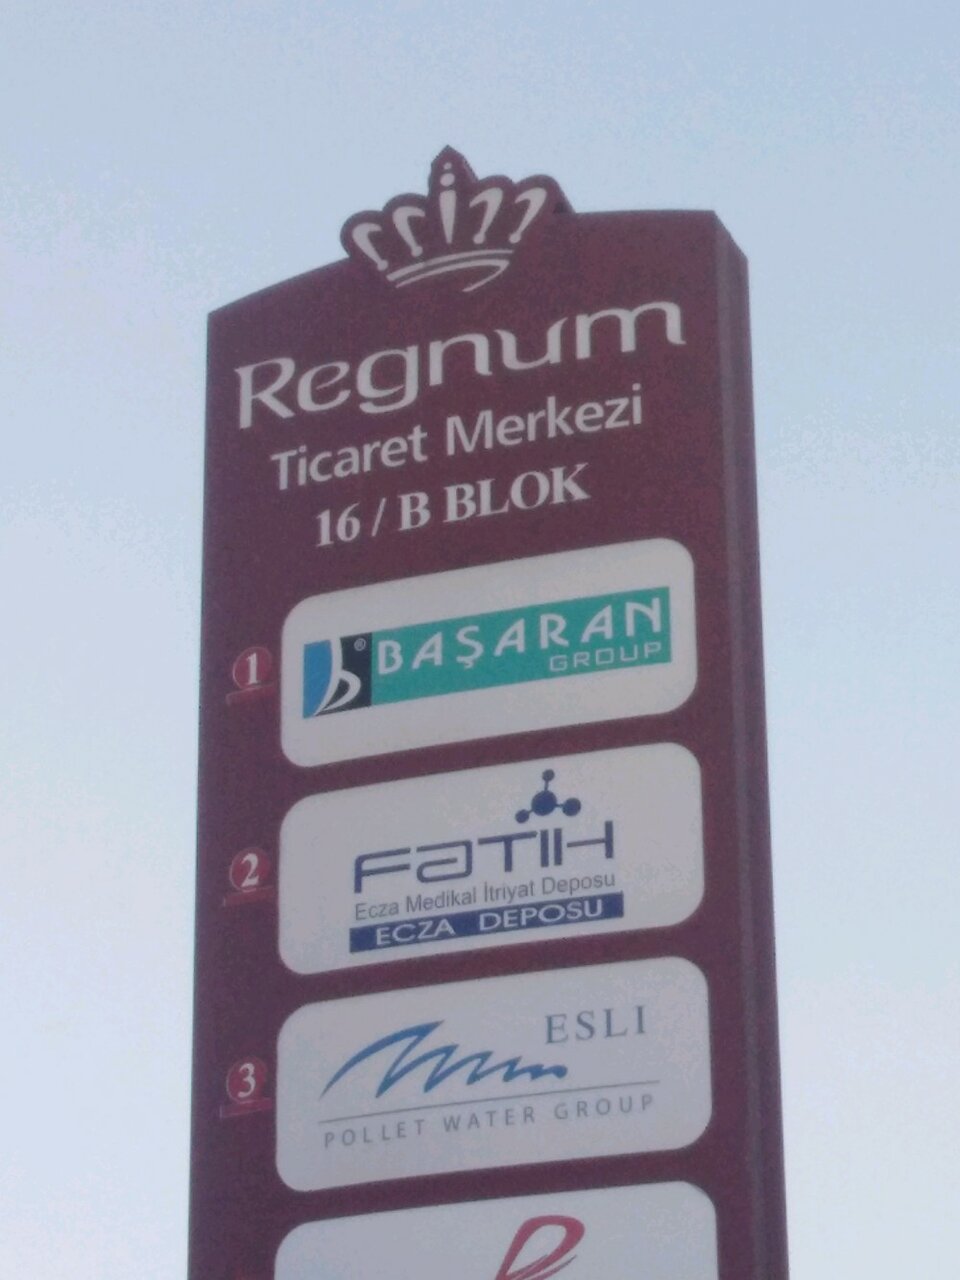 Regnum
Ticaret Merkezi
16 / B BLOK
1
b® BAŞARAN
GROUP
2
FATIH
Ecza Medikal İtriyat Deposu
ECZA DEPOSU
3
ESLI
POLLET WATER GROUP